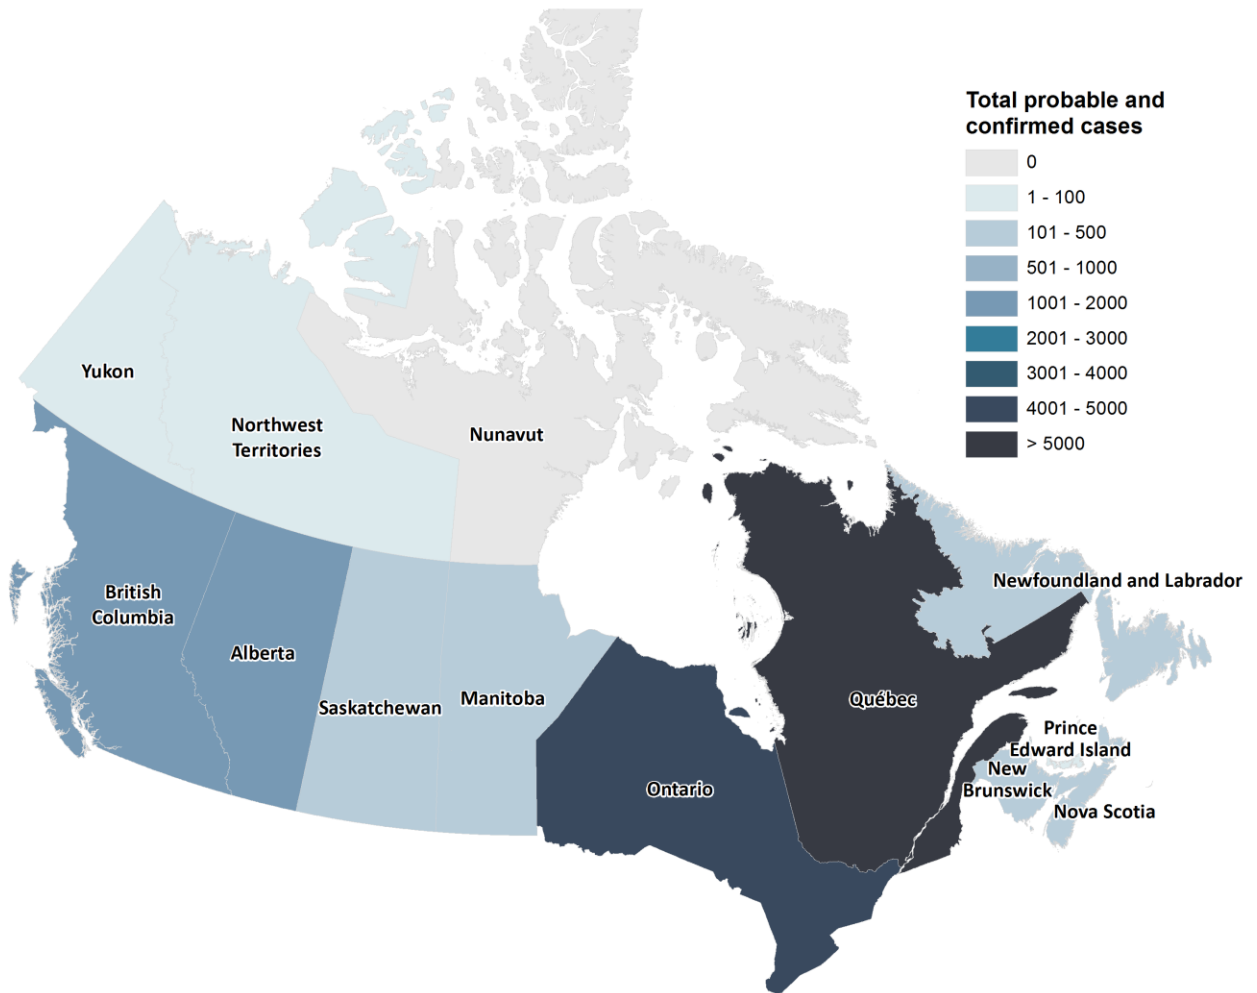 Total probable and
confirmed cases
0
1 - 100
101 - 500
501 - 1000
1001 - 2000
2001 - 3000
3001 - 4000
4001 - 5000
> 5000
Yukon
Northwest
Territories
Nunavut
British
Columbia
Alberta
Saskatchewan
Manitoba
Ontario
Québec
Newfoundland and Labrador
Prince
Edward Island
New
Brunswick
Nova Scotia